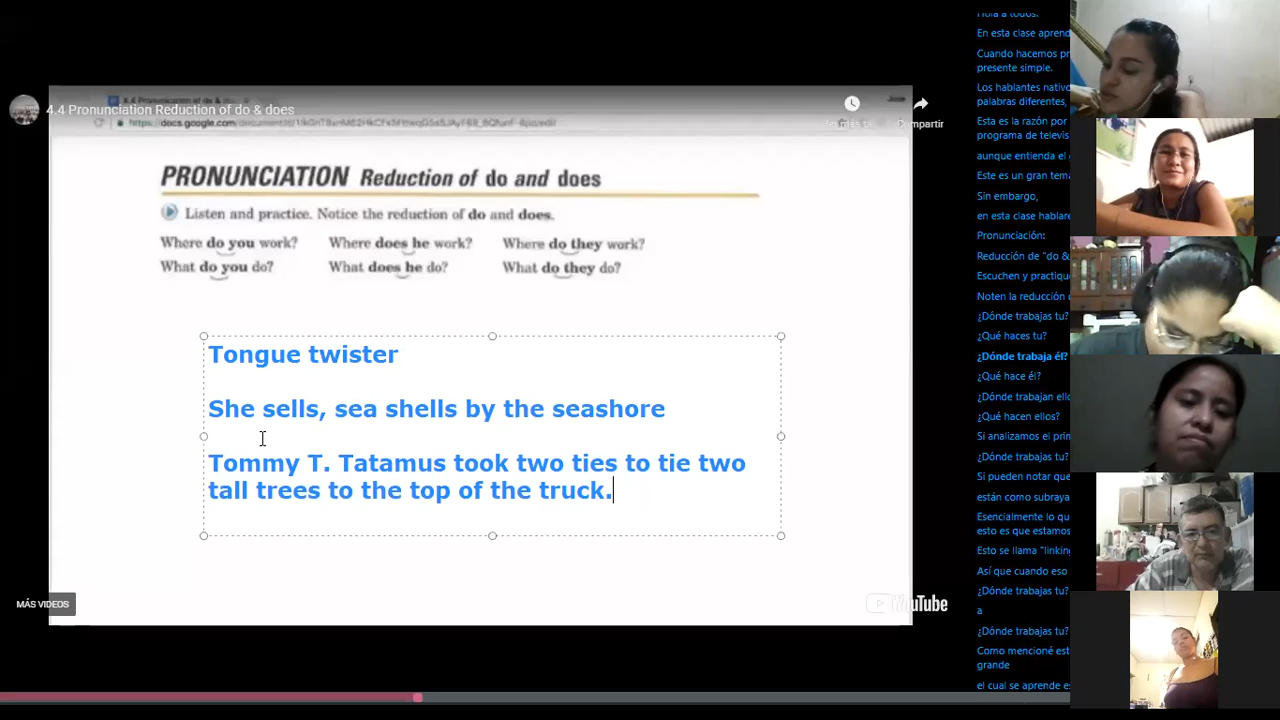 4.4 Pronunciation Reduction of do & does
Compartir
PRONUNCIATION Reduction of do and does
Listen and practice. Notice the reduction of do and does.
Where do you work? Where does he work? Where do they work?
What do you do? What does he do? What do they do?
Tongue twister
She sells, sea shells by the seashore
Tommy T. Tatamus took two ties to tie two
tall trees to the top of the truck.
MÁS VIDEOS
YouTube
Hola a todos.
En esta clase aprend
Cuando hacemos pr
presente simple.
Los hablantes nativo
palabras diferentes,
Esta es la razón por
programa de televis
aunque entienda el
Este es un gran tema
Sin embargo,
en esta clase hablare
Pronunciación:
Reducción de "do &
Escuchen y practique
Noten la reducción
¿Dónde trabajas tu?
¿Qué haces tu?
¿Dónde trabaja él?
¿Qué hace él?
¿Dónde trabajan ello
¿Qué hacen ellos?
Si analizamos el prim
¿Dónde trabajas tu?
Si pueden notar que
están como subraya
Esencialmente lo qu
esto es que estamos
Esto se llama "linking
Así que cuando eso
¿Dónde trabajas tu?
a
¿Dónde trabajas tu?
Como mencioné est
grande
el cual se aprende es